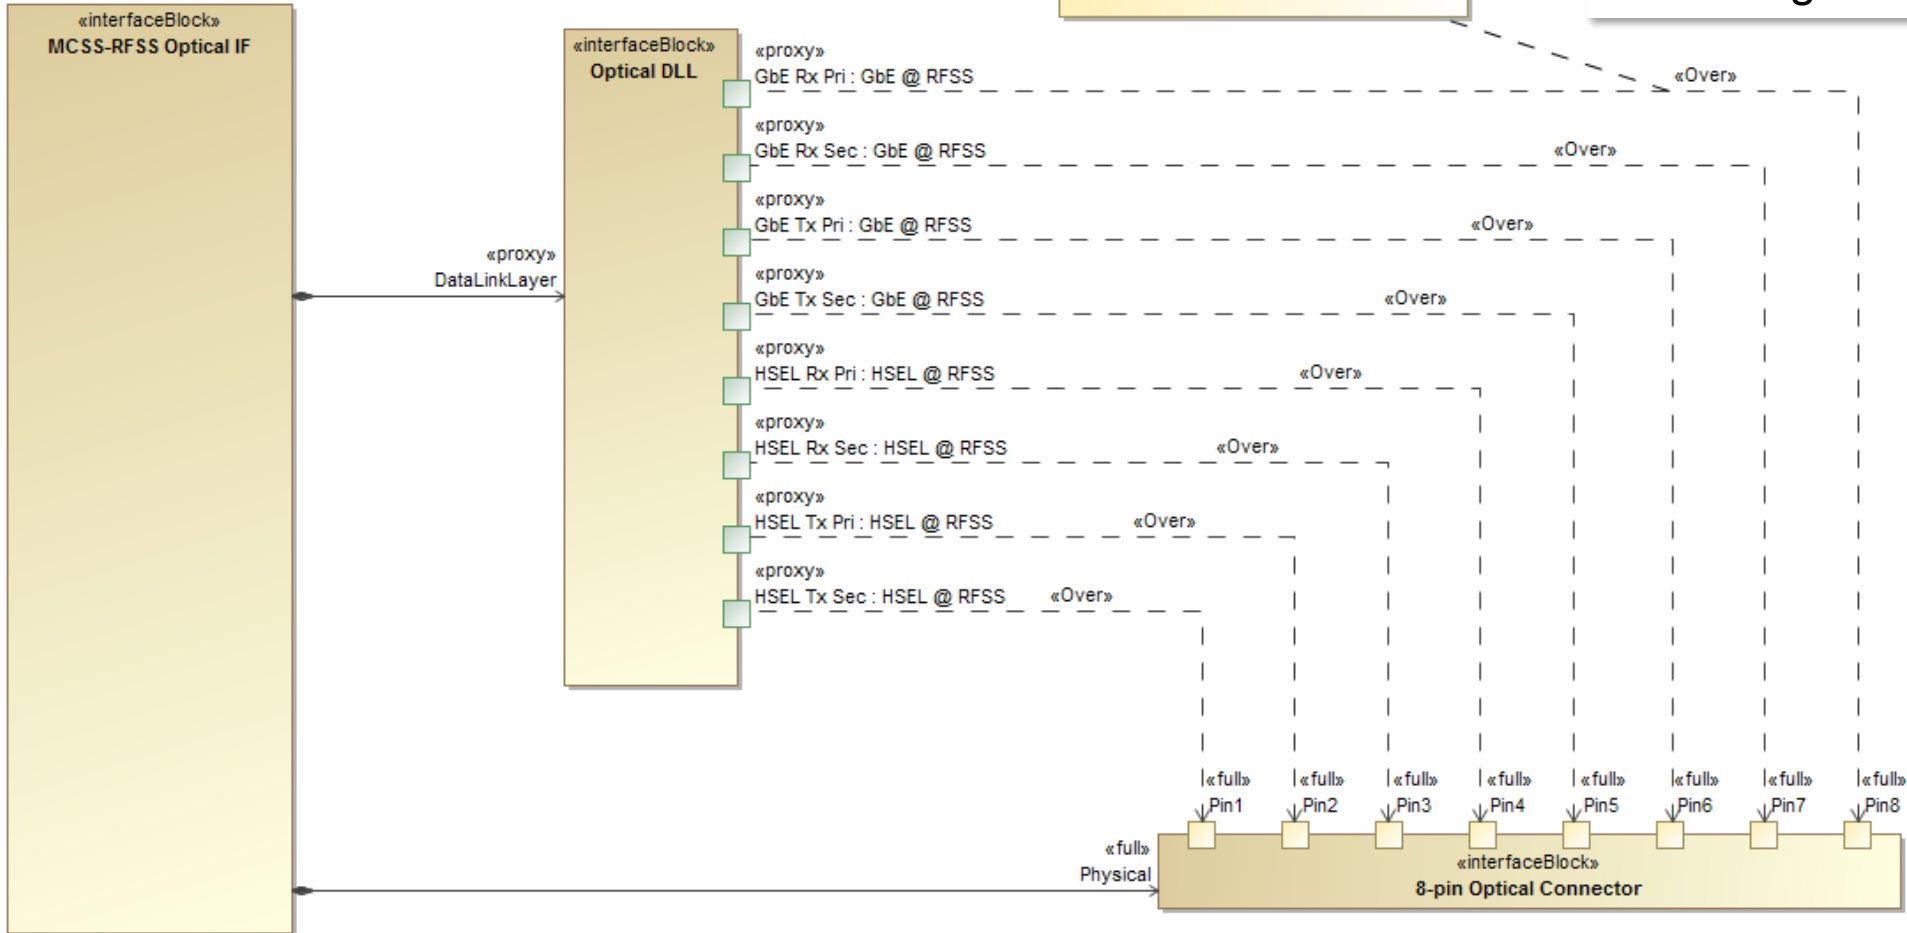 «interfaceBlock»
MCSS-RFSS Optical IF
«interfaceBlock»
Optical DLL
«proxy»
GbE Rx Pri : GbE @ RFSS
«Over»
«proxy»
GbE Rx Sec : GbE @ RFSS
«Over»
«proxy»
GbE Tx Pri : GbE @ RFSS
«Over»
«proxy»
GbE Tx Sec : GbE @ RFSS
«Over»
«proxy»
HSEL Rx Pri : HSEL @ RFSS
«Over»
«proxy»
HSEL Rx Sec : HSEL @ RFSS
«Over»
«proxy»
HSEL Tx Pri : HSEL @ RFSS
«Over»
«proxy»
HSEL Tx Sec : HSEL @ RFSS
«Over»
«proxy»
DataLinkLayer
«full»
Pin1
«full»
Pin2
«full»
Pin3
«full»
Pin4
«full»
Pin5
«full»
Pin6
«full»
Pin7
«full»
Pin8
«full»
Physical
«interfaceBlock»
8-pin Optical Connector